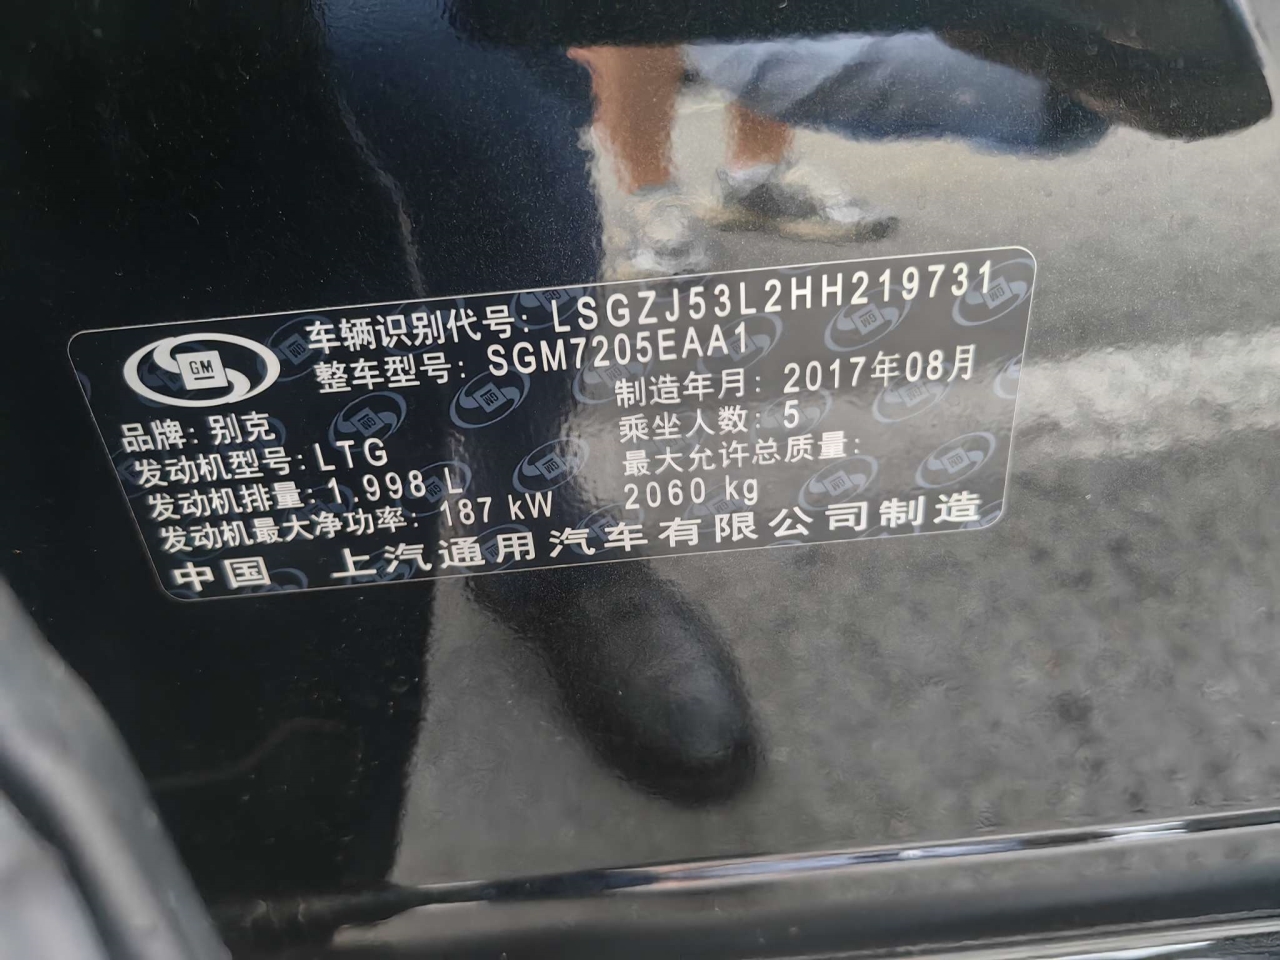 车辆识别代号：LSGZJ53L2HH219731
整车型号：SGM7205EAA1
GM
品牌：别克
制造年月：2017年08月
发动机型号：LTG
乘坐人数：5
发动机排量：1.998 L
最大允许总质量：
发动机最大净功率：187 kW
2060 kg
中国 上汽通用汽车有限公司制造